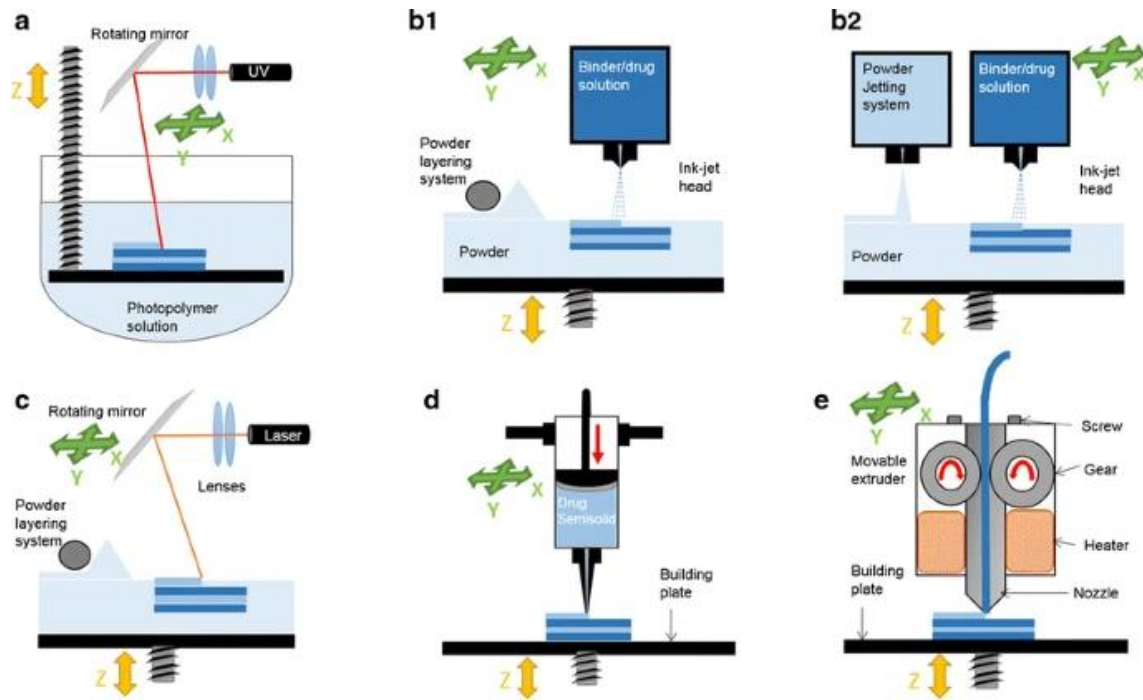 a
Rotating mirror
UV
Z
X
Y
Photopolymer
solution
b1
X
Y
Binder/drug
solution
Powder
layering
system
Ink-jet
head
Powder
Z
b2
Powder
Jetting
system
Binder/drug
solution
X
Y
Ink-jet
head
Powder
Z
c
Rotating mirror
Laser
X
Y
Lenses
Powder
layering
system
Z
d
X
Y
Drug
Semisolid
Building
plate
Z
e
X
Y
Screw
Movable
extruder
Gear
Heater
Building
plate
Nozzle
Z